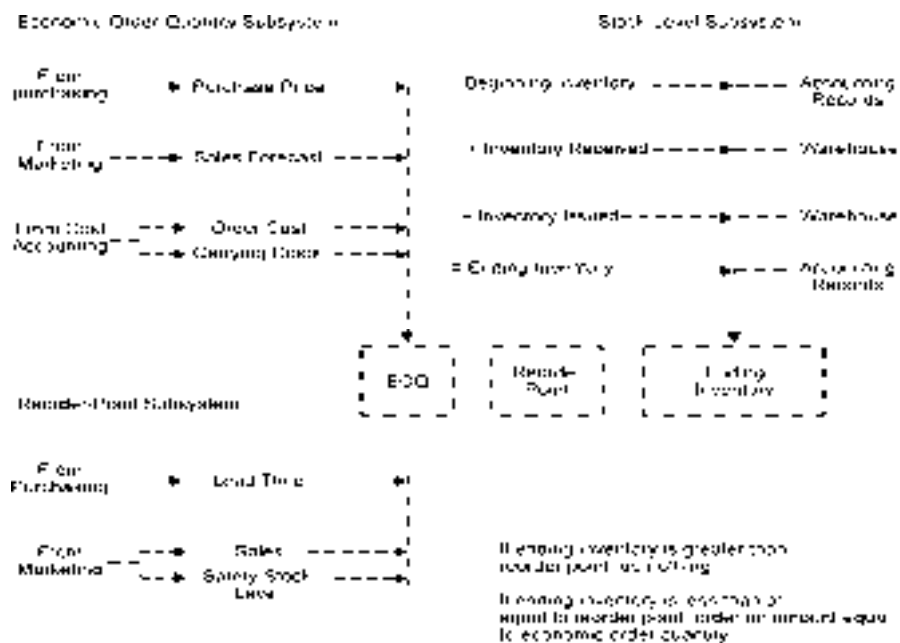 Economic Order Quantity Subsystem
Stock Level Subsystem
From
purchasing
Purchase Price
Beginning Inventory
Accounting
Records
From
Marketing
Sales Forecast
+ Inventory Received
Warehouse
From Cost
Accounting
Order Cost
Carrying Costs
- Inventory Issued
Warehouse
= Ending Inventory
Accounting
Records
EOQ
Reorder
Point
Ending
Inventory
Reorder-Point Subsystem
From
Purchasing
Lead Time
From
Marketing
Sales
Safety Stock
Level
If ending inventory is greater than
reorder point, do nothing
If ending inventory is less than or
equal to reorder point, order an amount equal
to economic order quantity